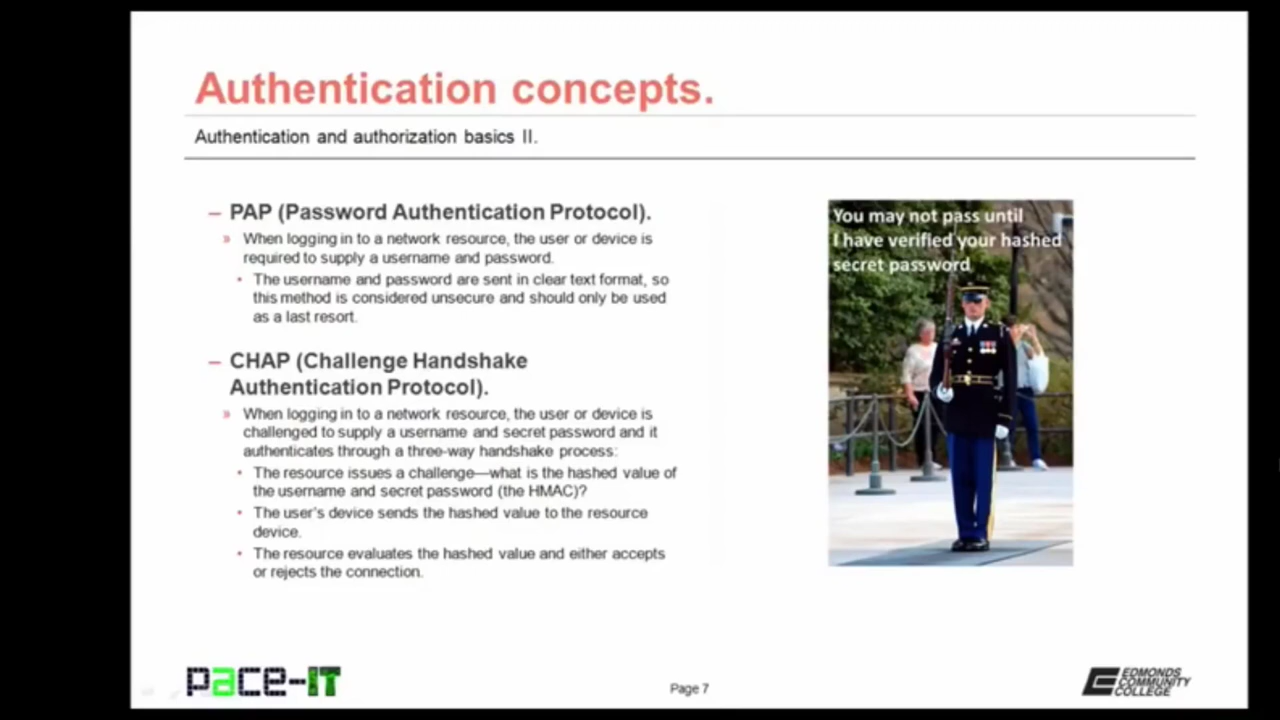 Authentication concepts.
Authentication and authorization basics II.
– PAP (Password Authentication Protocol).
» When logging in to a network resource, the user or device is
required to supply a username and password.
• The username and password are sent in clear text format, so
this method is considered unsecure and should only be used
as a last resort.
– CHAP (Challenge Handshake
Authentication Protocol).
» When logging in to a network resource, the user or device is
challenged to supply a username and secret password and it
authenticates through a three-way handshake process:
• The resource issues a challenge—what is the hashed value of
the username and secret password (the HMAC)?
• The user's device sends the hashed value to the resource
device.
• The resource evaluates the hashed value and either accepts
or rejects the connection.
You may not pass until
I have verified your hashed
secret password
pace-IT
Page 7
EDMONDS
COMMUNITY
COLLEGE